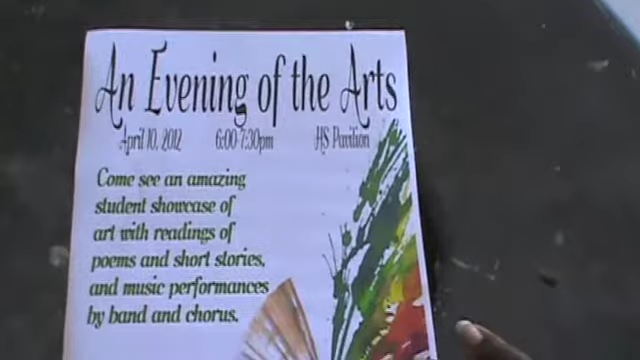 An Evening of the Arts
April 10, 2012 6:00-7:30pm HS Pavilion
Come see an amazing
student showcase of
art with readings of
poems and short stories,
and music performances
by band and chorus.